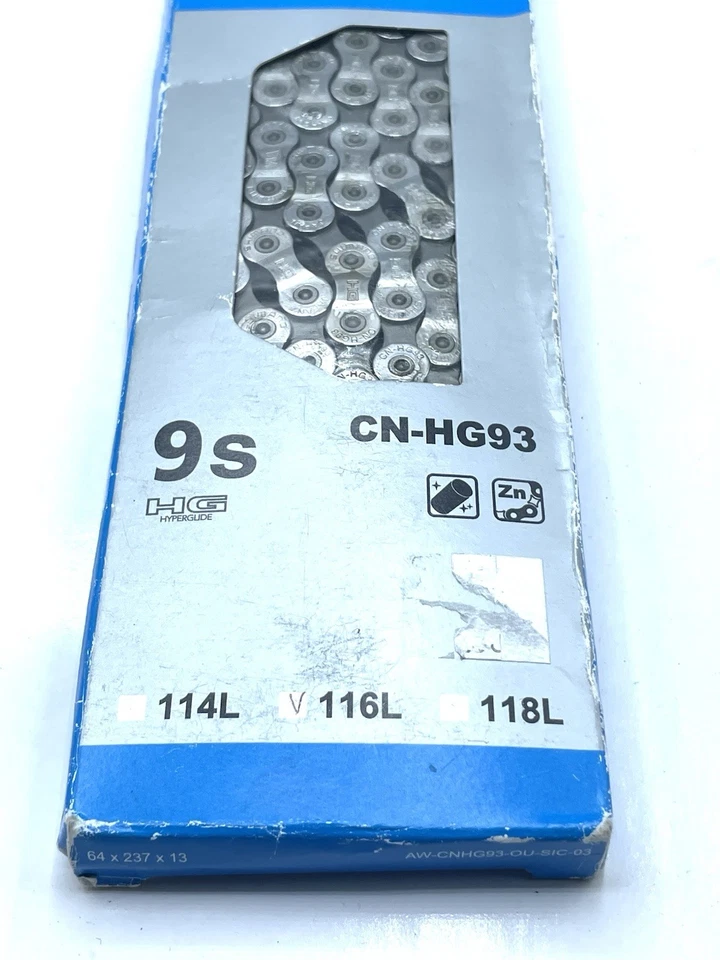 9s
CN-HG93
HG
HYPERGLIDE
Zn
114L
V 116L
118L
64 x 237 x 13
AW-CNHG93-OU-SIC-03